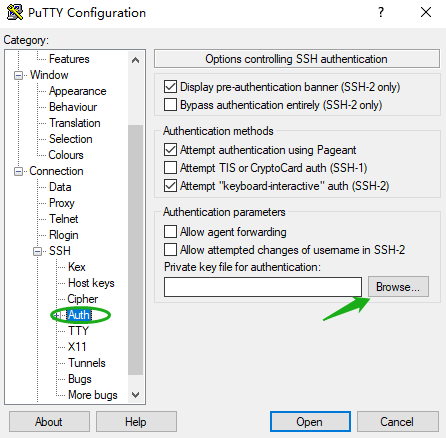 PuTTY Configuration
Category:
Features
Window
Appearance
Behaviour
Translation
Selection
Colours
Connection
Data
Proxy
Telnet
Rlogin
SSH
Kex
Host keys
Cipher
Auth
TTY
X11
Tunnels
Bugs
More bugs
Options controlling SSH authentication
Display pre-authentication banner (SSH-2 only)
Bypass authentication entirely (SSH-2 only)
Authentication methods
Attempt authentication using Pageant
Attempt TIS or CryptoCard auth (SSH-1)
Attempt "keyboard-interactive" auth (SSH-2)
Authentication parameters
Allow agent forwarding
Allow attempted changes of username in SSH-2
Private key file for authentication:
Browse...
About
Help
Open
Cancel